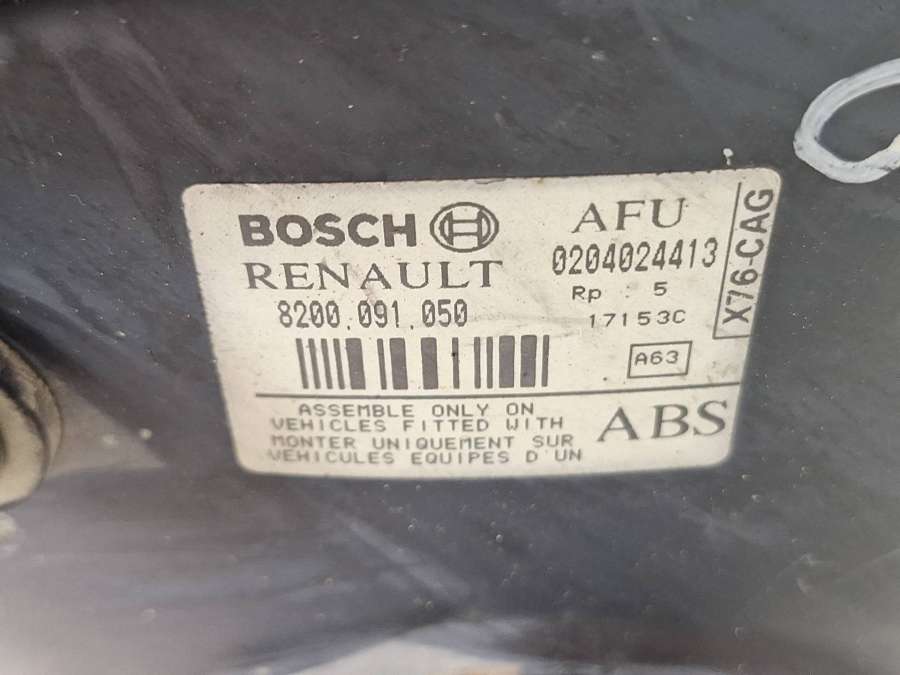 BOSCH
RENAULT
8200.091.050
AFU
0204024413
Rp : 5
17153C
A63
X76-CAG
ASSEMBLE ONLY ON
VEHICLES FITTED WITH
MONTER UNIQUEMENT SUR
VEHICULES EQUIPES D'UN
ABS